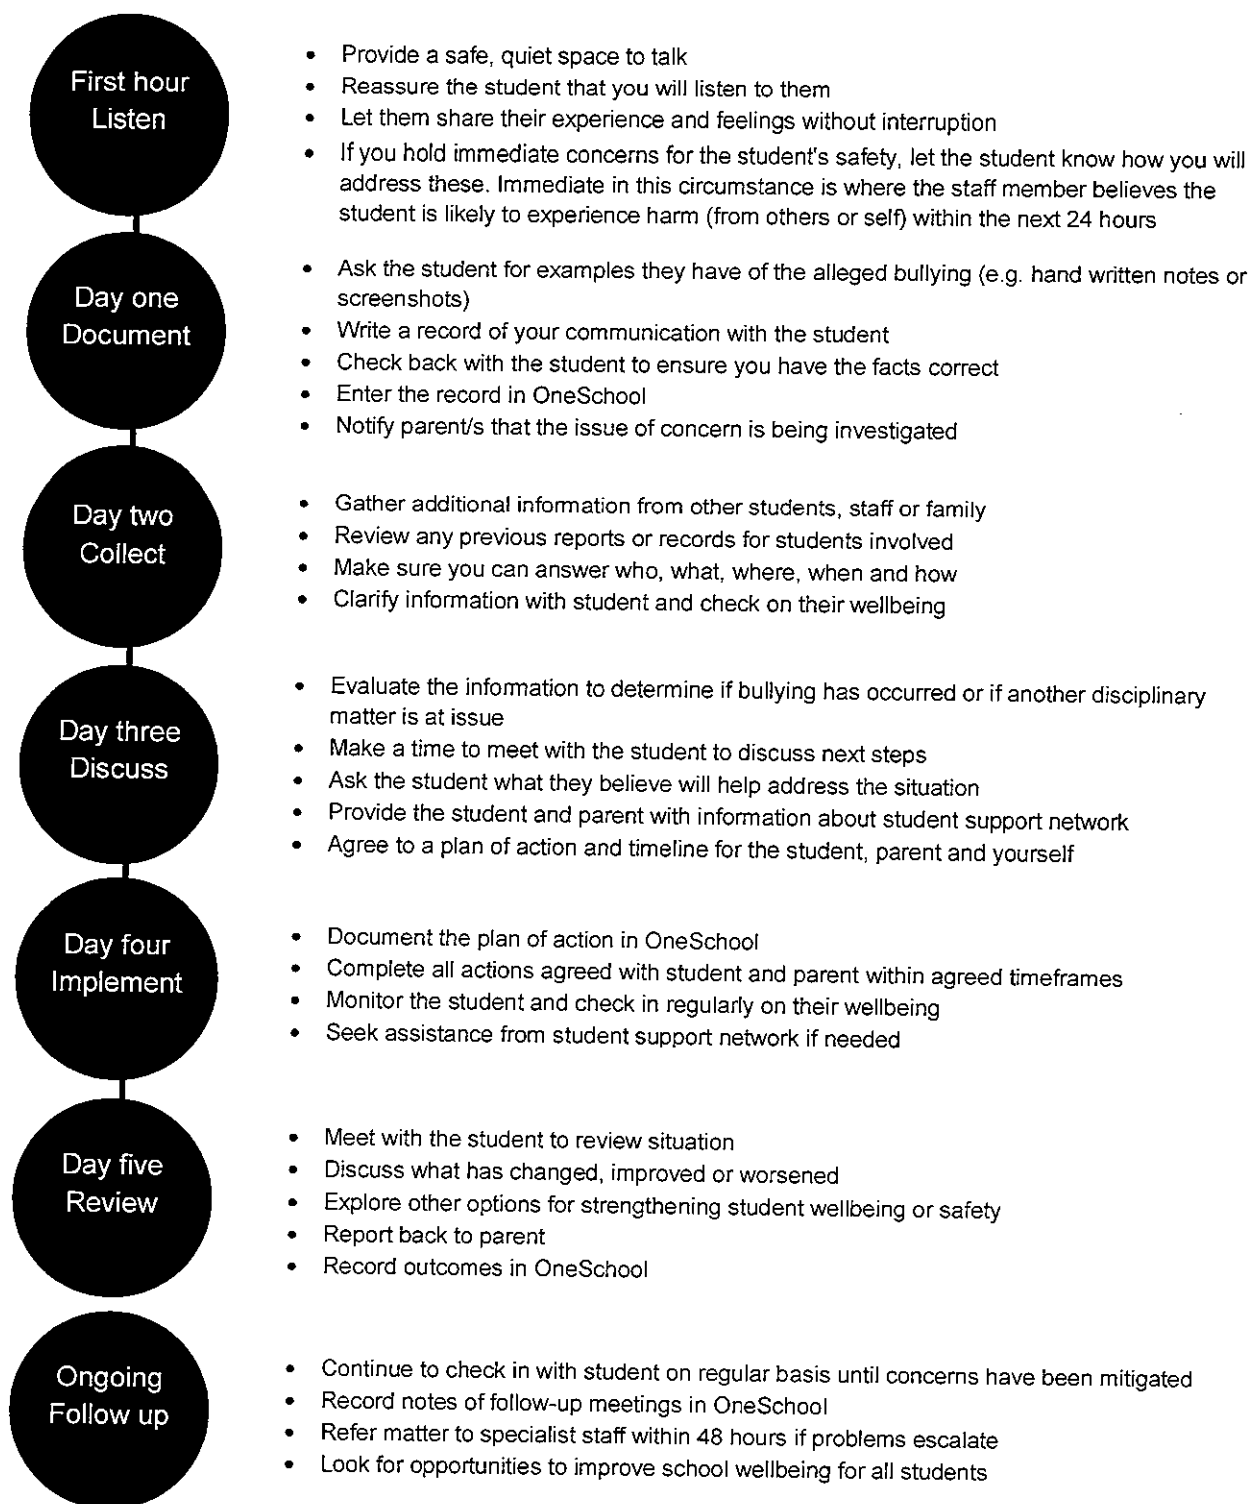 First hour
Listen
• Provide a safe, quiet space to talk
• Reassure the student that you will listen to them
• Let them share their experience and feelings without interruption
• If you hold immediate concerns for the student's safety, let the student know how you will
address these. Immediate in this circumstance is where the staff member believes the
student is likely to experience harm (from others or self) within the next 24 hours
Day one
Document
• Ask the student for examples they have of the alleged bullying (e.g. hand written notes or
screenshots)
• Write a record of your communication with the student
• Check back with the student to ensure you have the facts correct
• Enter the record in OneSchool
• Notify parent/s that the issue of concern is being investigated
Day two
Collect
• Gather additional information from other students, staff or family
• Review any previous reports or records for students involved
• Make sure you can answer who, what, where, when and how
• Clarify information with student and check on their wellbeing
Day three
Discuss
• Evaluate the information to determine if bullying has occurred or if another disciplinary
matter is at issue
• Make a time to meet with the student to discuss next steps
• Ask the student what they believe will help address the situation
• Provide the student and parent with information about student support network
• Agree to a plan of action and timeline for the student, parent and yourself
Day four
Implement
• Document the plan of action in OneSchool
• Complete all actions agreed with student and parent within agreed timeframes
• Monitor the student and check in regularly on their wellbeing
• Seek assistance from student support network if needed
Day five
Review
• Meet with the student to review situation
• Discuss what has changed, improved or worsened
• Explore other options for strengthening student wellbeing or safety
• Report back to parent
• Record outcomes in OneSchool
Ongoing
Follow up
• Continue to check in with student on regular basis until concerns have been mitigated
• Record notes of follow-up meetings in OneSchool
• Refer matter to specialist staff within 48 hours if problems escalate
• Look for opportunities to improve school wellbeing for all students